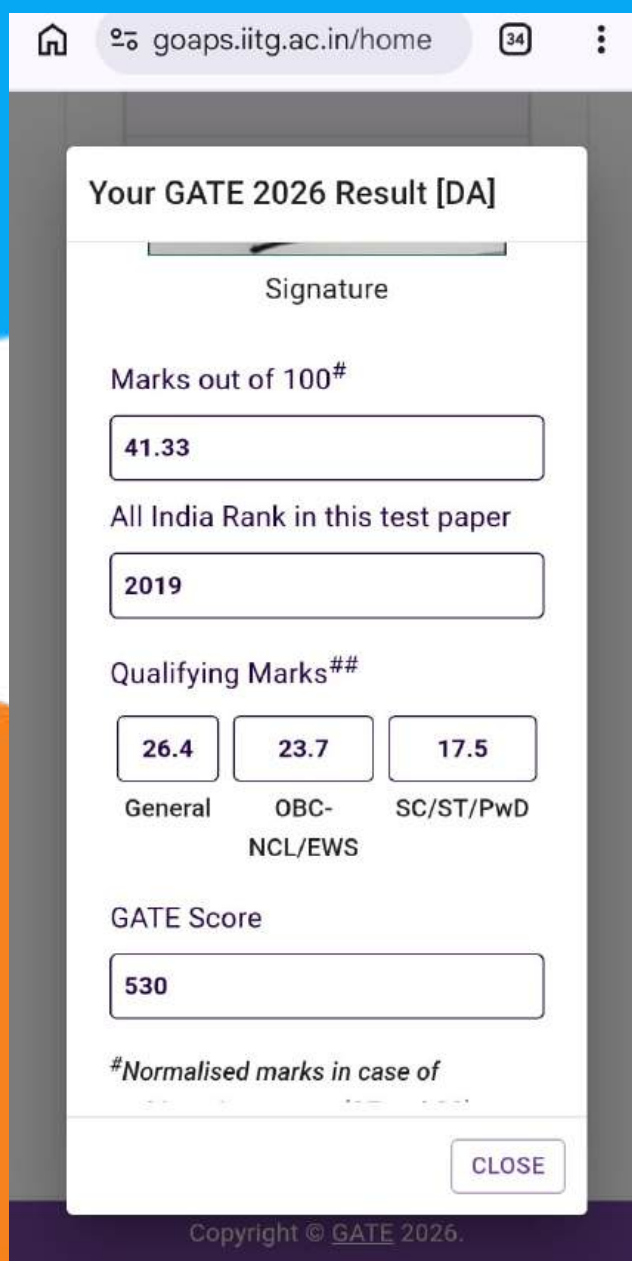 goaps.iitg.ac.in/home 34
Your GATE 2026 Result [DA]
Signature
Marks out of 100#
41.33
All India Rank in this test paper
2019
Qualifying Marks##
26.4 23.7 17.5
General OBC- SC/ST/PwD
NCL/EWS
GATE Score
530
#Normalised marks in case of
CLOSE
Copyright © GATE 2026.